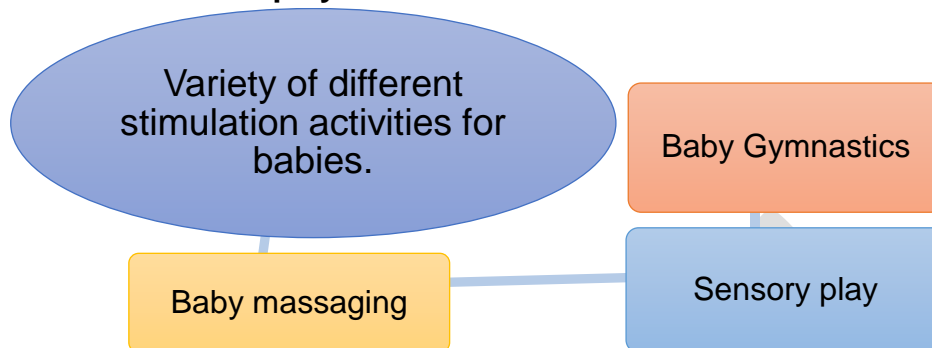 Variety of different
stimulation activities for
babies.
Baby Gymnastics
Sensory play
Baby massaging